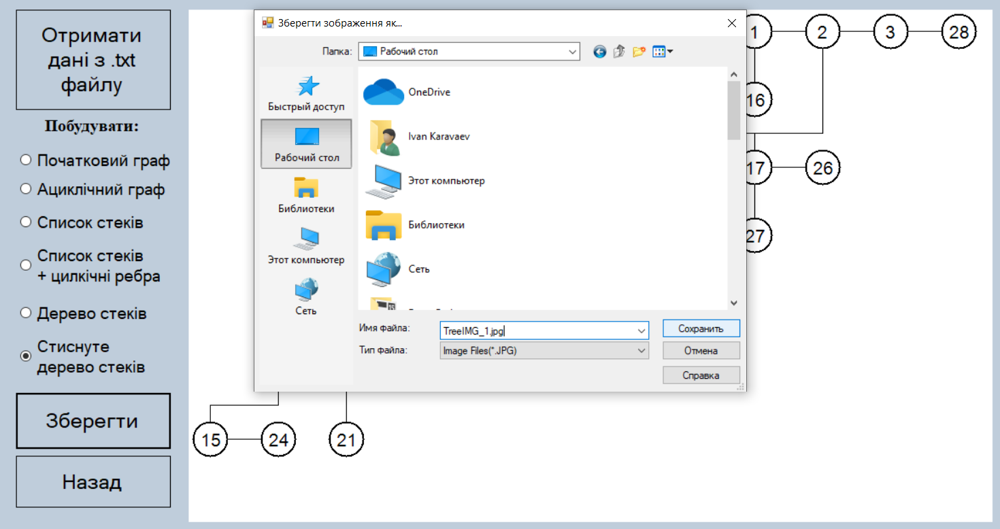 Отримати
дані з .txt
файлу
Побудувати:
Початковий граф
Ациклічний граф
Список стеків
Список стеків
+ цилкічні ребра
Дерево стеків
Стиснуте
дерево стеків
Зберегти
Назад
Зберегти зображення як...
Папка:
Рабочий стол
Быстрый доступ
Рабочий стол
Библиотеки
Этот компьютер
Сеть
OneDrive
Ivan Karavaev
Этот компьютер
Библиотеки
Сеть
Имя файла:
TreeIMG_1.jpg
Сохранить
Тип файла:
Image Files(*.JPG)
Отмена
Справка
1
2
3
28
16
17
26
27
15
24
21